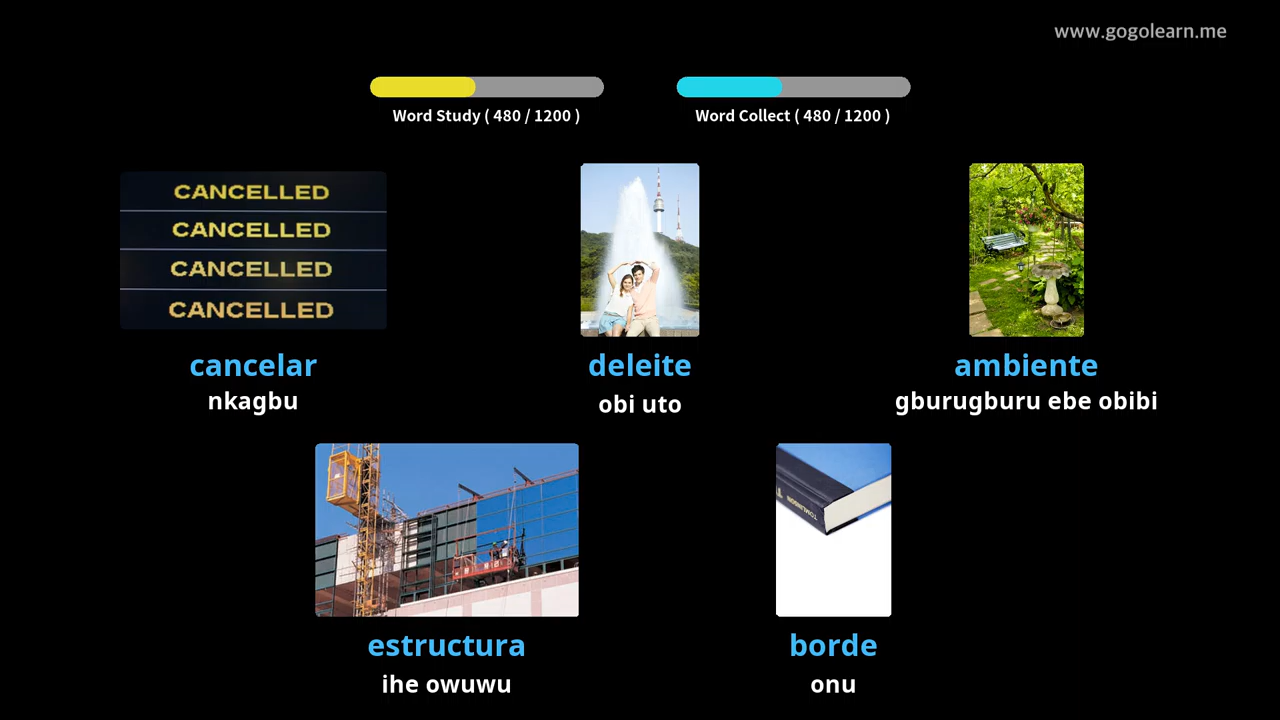 www.gogolearn.me
Word Study ( 480 / 1200 )
Word Collect ( 480 / 1200 )
CANCELLED
CANCELLED
CANCELLED
CANCELLED
cancelar
nkagbu
deleite
obi uto
ambiente
gburugburu ebe obibi
TOMLINSON
estructura
ihe owuwu
borde
onu